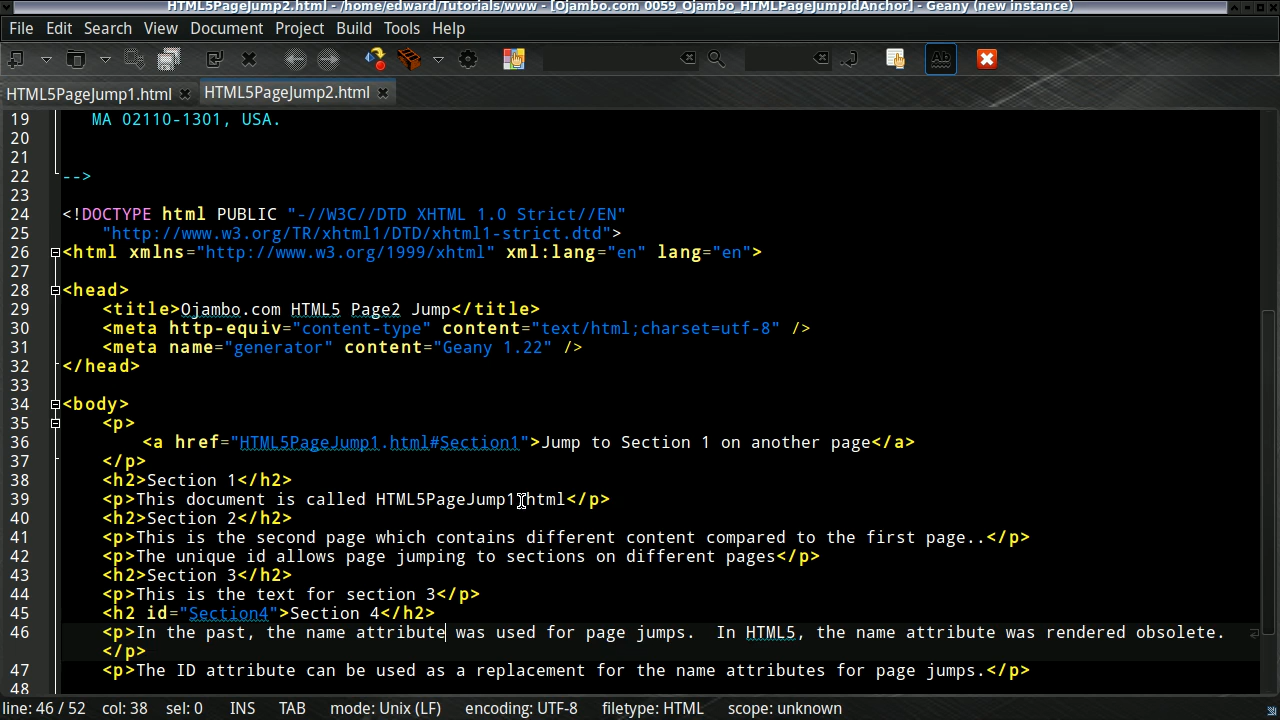 HTML5PageJump2.html - /home/edward/Tutorials/www - [Ojambo.com 0059_Ojambo_HTMLPageJumpIdAnchor] - Geany (new instance)
File Edit Search View Document Project Build Tools Help
Ab
HTML5PageJump1.html HTML5PageJump2.html
19 MA 02110-1301, USA.
20
21
22 -->
23
24 <!DOCTYPE html PUBLIC "-//W3C//DTD XHTML 1.0 Strict//EN"
25 "http://www.w3.org/TR/xhtml1/DTD/xhtml1-strict.dtd">
26 <html xmlns="http://www.w3.org/1999/xhtml" xml:lang="en" lang="en">
27
28 <head>
29 <title>Ojambo.com HTML5 Page2 Jump</title>
30 <meta http-equiv="content-type" content="text/html;charset=utf-8" />
31 <meta name="generator" content="Geany 1.22" />
32 </head>
33
34 <body>
35 <p>
36 <a href="HTML5PageJump1.html#Section1">Jump to Section 1 on another page</a>
37 </p>
38 <h2>Section 1</h2>
39 <p>This document is called HTML5PageJump1.html</p>
40 <h2>Section 2</h2>
41 <p>This is the second page which contains different content compared to the first page..</p>
42 <p>The unique id allows page jumping to sections on different pages</p>
43 <h2>Section 3</h2>
44 <p>This is the text for section 3</p>
45 <h2 id="Section4">Section 4</h2>
46 <p>In the past, the name attribute was used for page jumps. In HTML5, the name attribute was rendered obsolete.
</p>
47 <p>The ID attribute can be used as a replacement for the name attributes for page jumps.</p>
48
line: 46 / 52 col: 38 sel: 0 INS TAB mode: Unix (LF) encoding: UTF-8 filetype: HTML scope: unknown